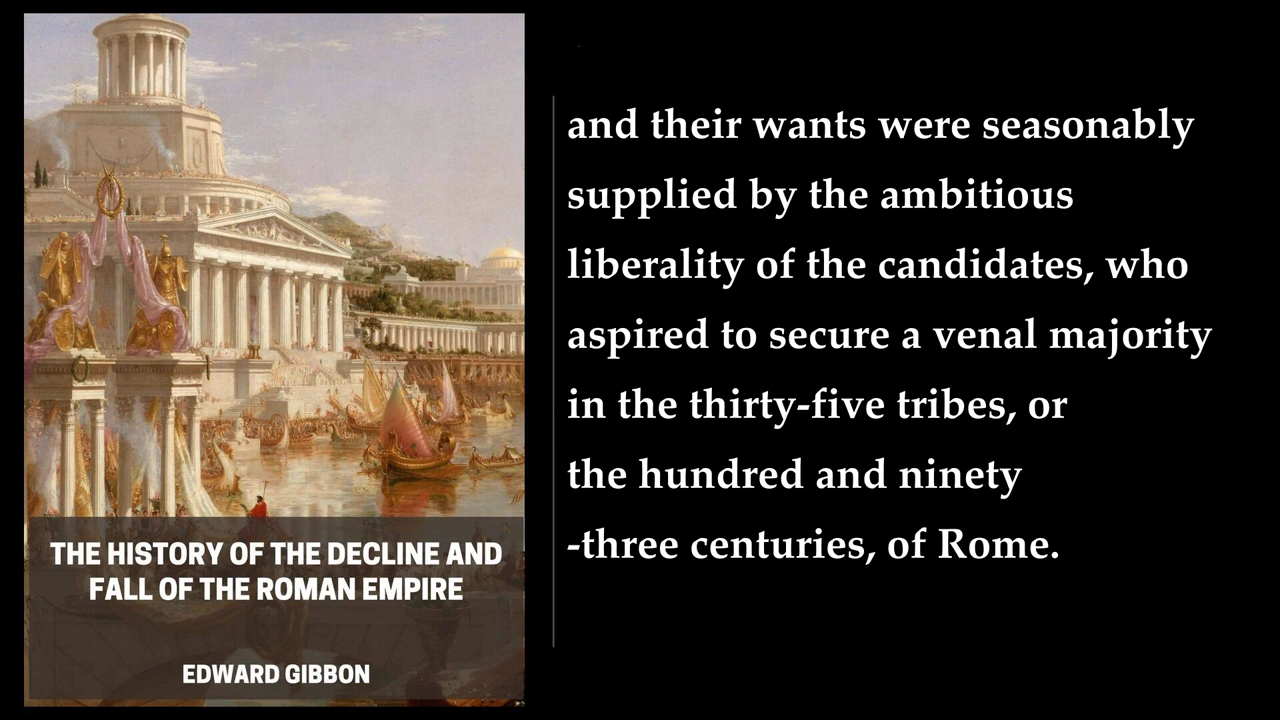 THE HISTORY OF THE DECLINE AND
FALL OF THE ROMAN EMPIRE
EDWARD GIBBON
and their wants were seasonably
supplied by the ambitious
liberality of the candidates, who
aspired to secure a venal majority
in the thirty-five tribes, or
the hundred and ninety
-three centuries, of Rome.